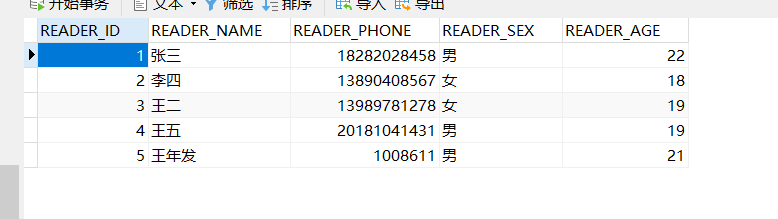 开始事务 文本 筛选 排序 导入 导出
READER_ID READER_NAME READER_PHONE READER_SEX READER_AGE
1 张三 18282028458 男 22
2 李四 13890408567 女 18
3 王二 13989781278 女 19
4 王五 20181041431 男 19
5 王年发 1008611 男 21